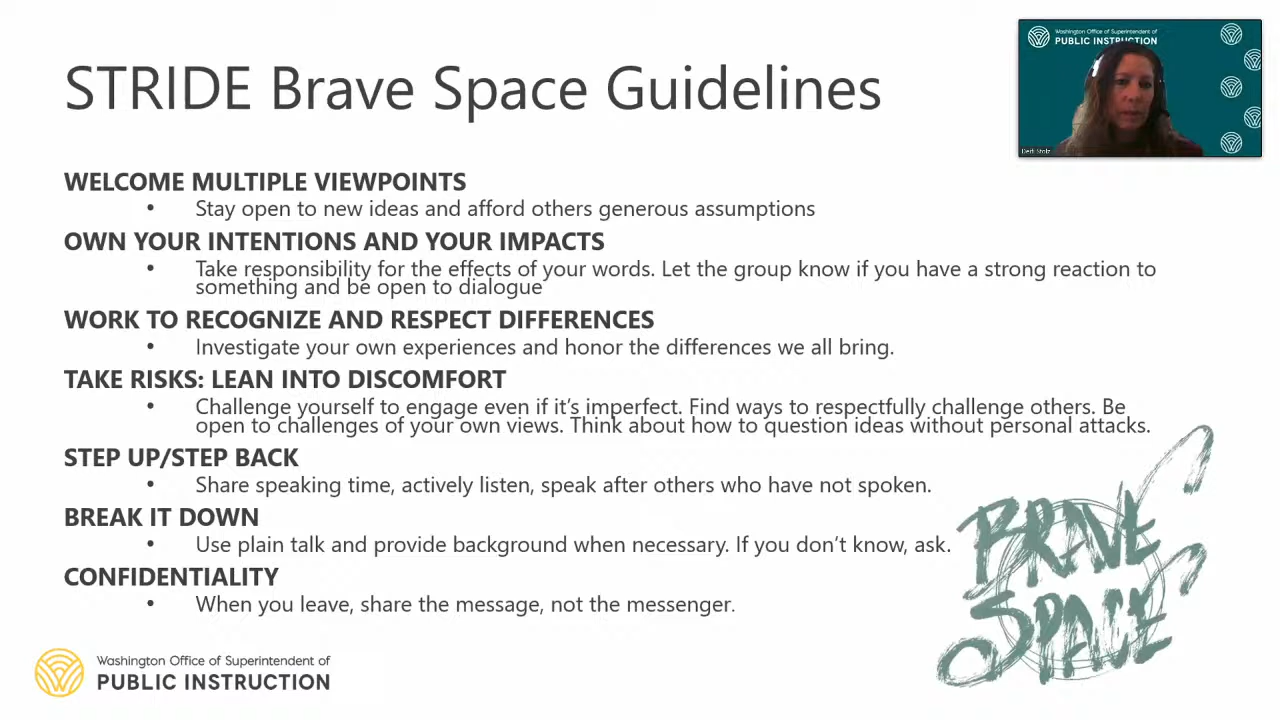 STRIDE Brave Space Guidelines
Washington Office of Superintendent of
PUBLIC INSTRUCTION
WELCOME MULTIPLE VIEWPOINTS
• Stay open to new ideas and afford others generous assumptions
OWN YOUR INTENTIONS AND YOUR IMPACTS
• Take responsibility for the effects of your words. Let the group know if you have a strong reaction to
something and be open to dialogue
WORK TO RECOGNIZE AND RESPECT DIFFERENCES
• Investigate your own experiences and honor the differences we all bring.
TAKE RISKS: LEAN INTO DISCOMFORT
• Challenge yourself to engage even if it’s imperfect. Find ways to respectfully challenge others. Be
open to challenges of your own views. Think about how to question ideas without personal attacks.
STEP UP/STEP BACK
• Share speaking time, actively listen, speak after others who have not spoken.
BREAK IT DOWN
• Use plain talk and provide background when necessary. If you don’t know, ask.
CONFIDENTIALITY
• When you leave, share the message, not the messenger.
BRAVE
SPACE
Washington Office of Superintendent of
PUBLIC INSTRUCTION